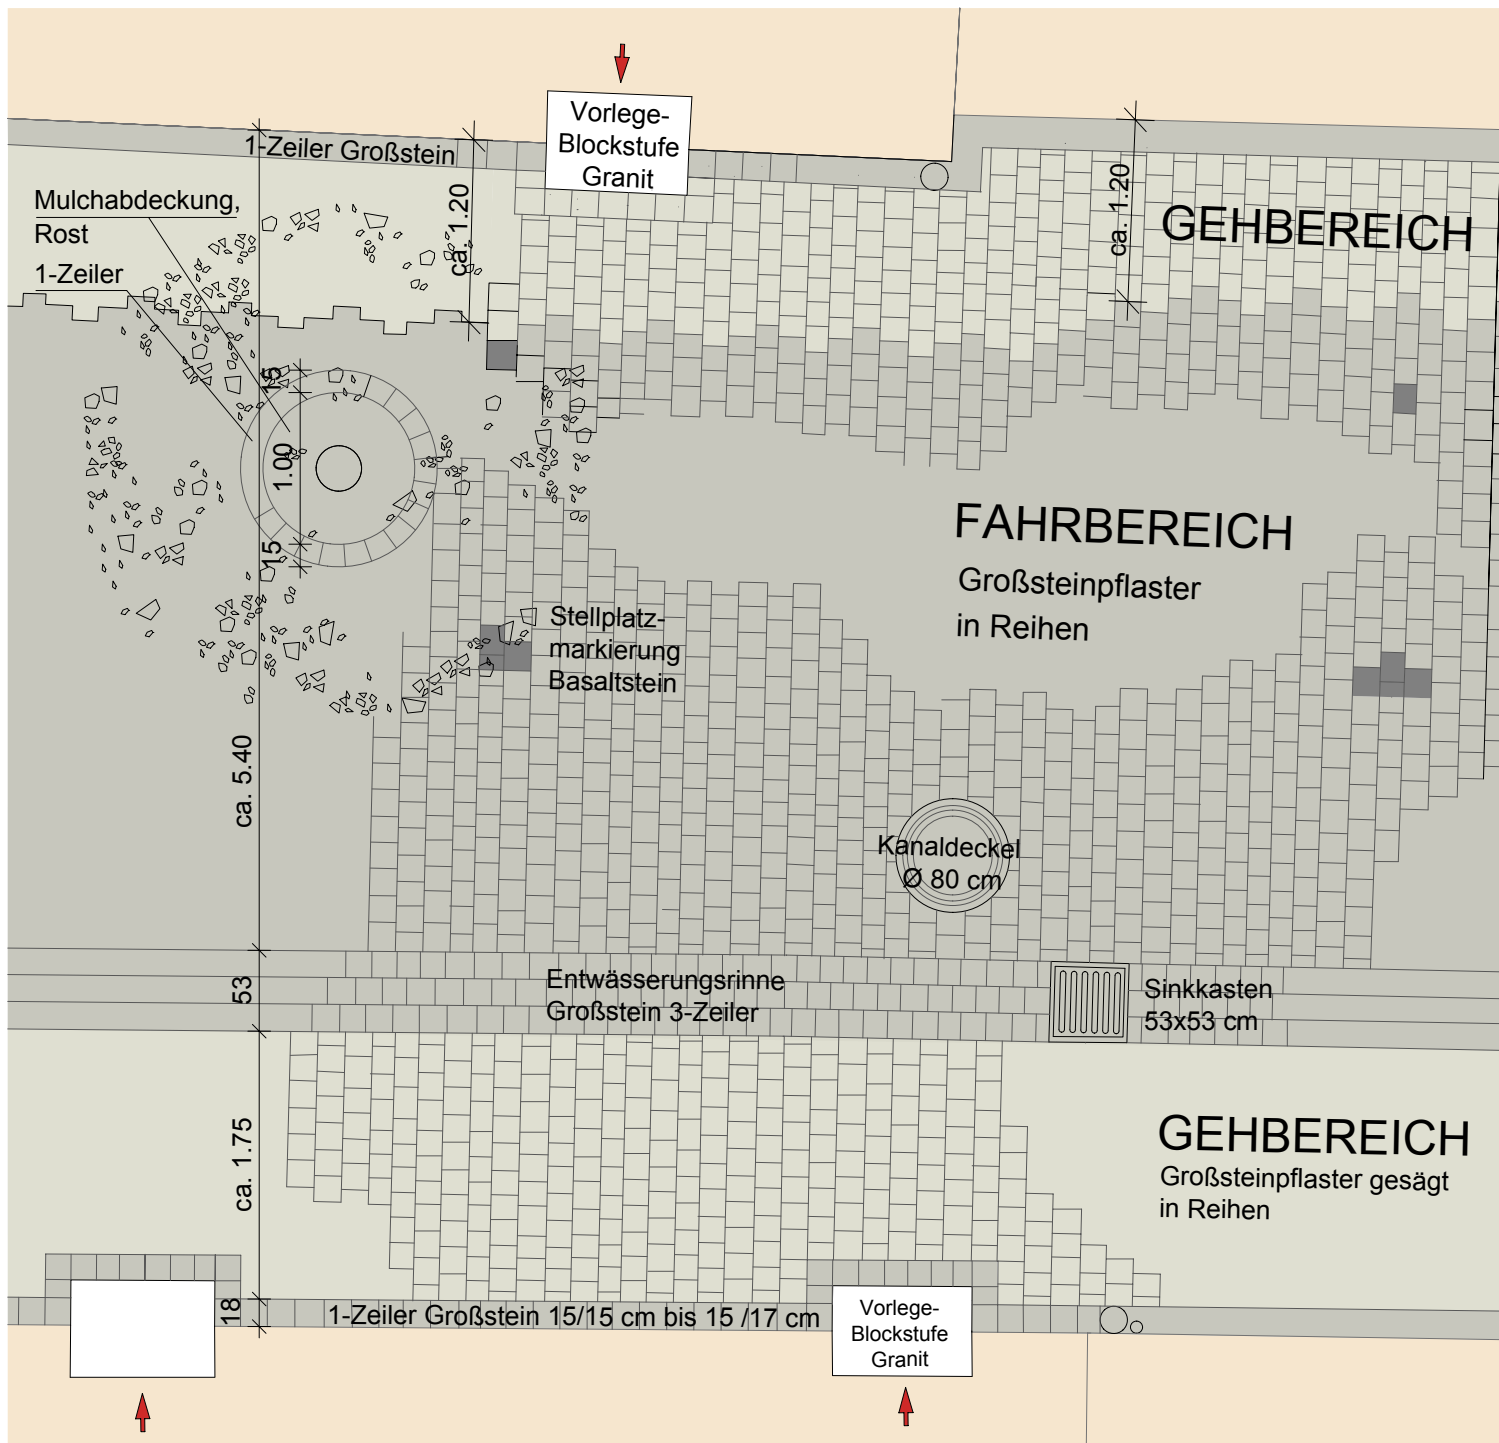 Vorlege-
Blockstufe
Granit
1-Zeiler Großstein
Mulchabdeckung,
Rost
1-Zeiler
ca. 1.20
ca. 1.20
GEHBEREICH
15
1.00
15
FAHRBEREICH
Großsteinpflaster
in Reihen
Stellplatz-
markierung
Basaltstein
ca. 5.40
Kanaldeckel
Ø 80 cm
53
Entwässerungsrinne
Großstein 3-Zeiler
Sinkkasten
53x53 cm
ca. 1.75
GEHBEREICH
Großsteinpflaster gesägt
in Reihen
18
1-Zeiler Großstein 15/15 cm bis 15 /17 cm
Vorlege-
Blockstufe
Granit